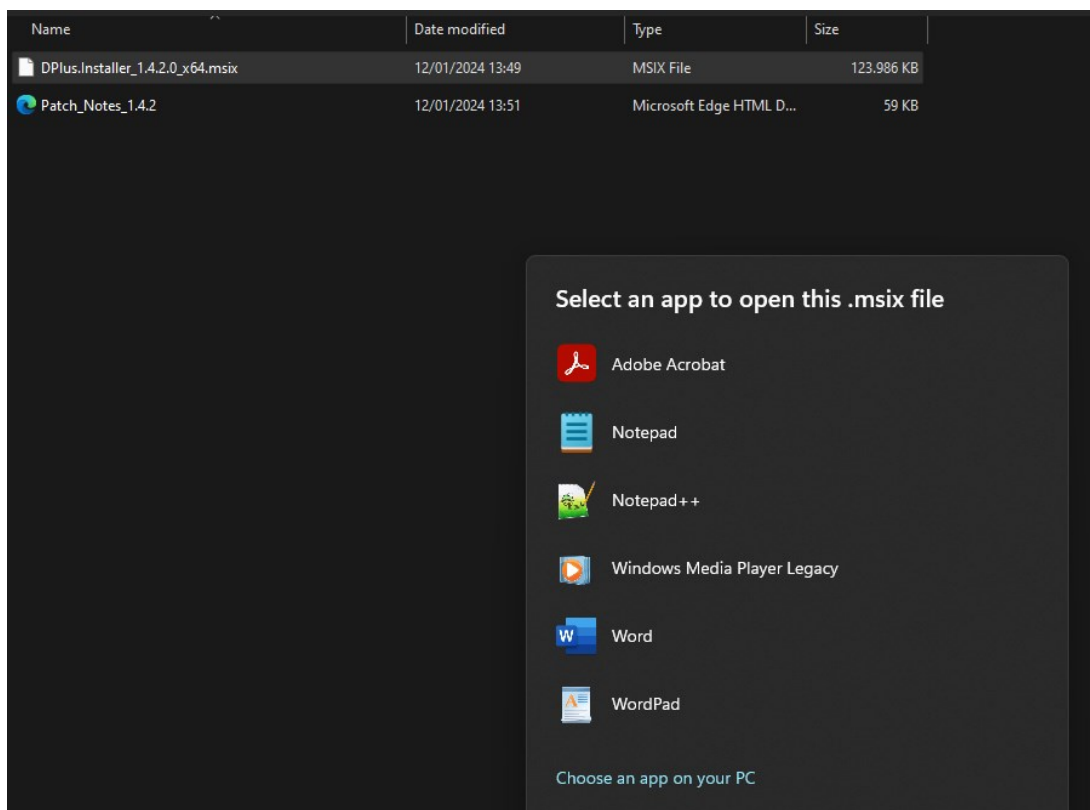 Name Date modified Type Size
DPlus.Installer_1.4.2.0_x64.msix 12/01/2024 13:49 MSIX File 123.986 KB
Patch_Notes_1.4.2 12/01/2024 13:51 Microsoft Edge HTML D... 59 KB
Select an app to open this .msix file
Adobe Acrobat
Notepad
Notepad++
Windows Media Player Legacy
W
Word
A
WordPad
Choose an app on your PC